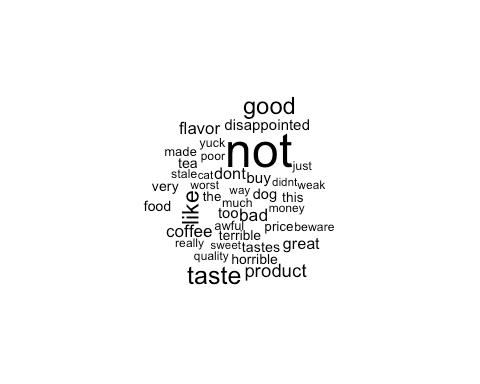 good
flavor disappointed
yuck
made poor not
tea just
stale cat dont buy didnt weak
very worst way dog this
the much
food like too bad money
coffee awful price beware
terrible
really sweet tastes great
quality horrible
taste product